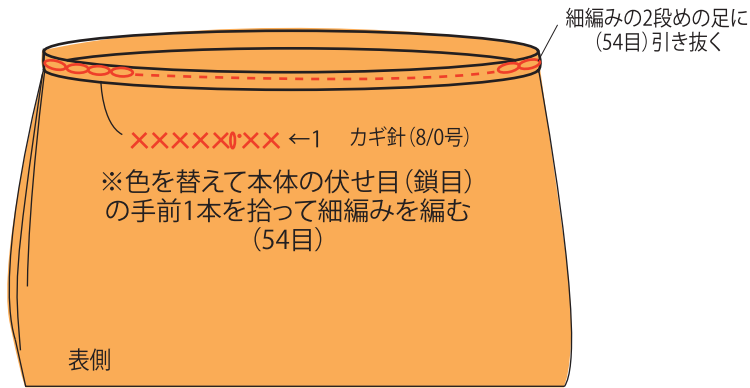 細編みの2段めの足に
（54目）引き抜く
←1 カギ針（8/0号）
※色を替えて本体の伏せ目（鎖目）
の手前1本を拾って細編みを編む
（54目）
表側